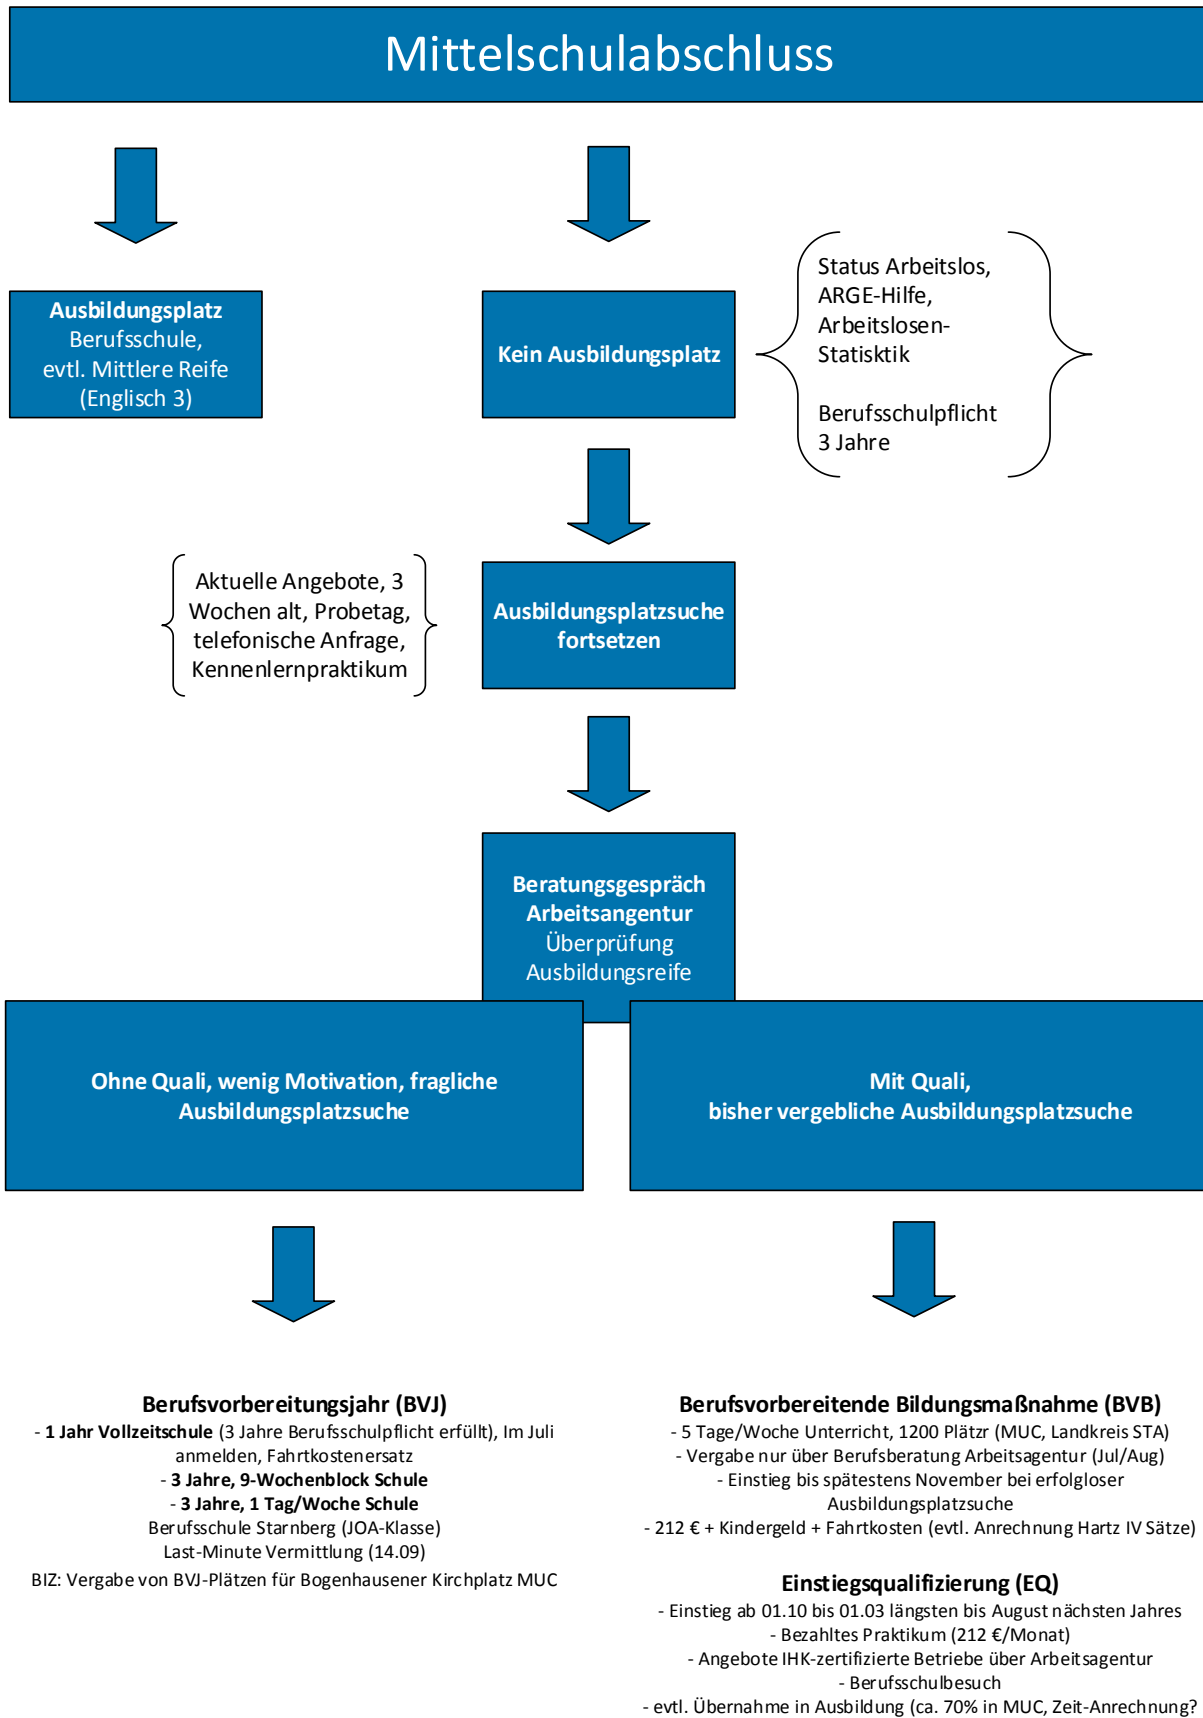 Mittelschulabschluss
Ausbildungsplatz
Berufsschule,
evtl. Mittlere Reife
(Englisch 3)
Kein Ausbildungsplatz
Status Arbeitslos,
ARGE-Hilfe,
Arbeitslosen-
Statisktik
Berufsschulpflicht
3 Jahre
Aktuelle Angebote, 3
Wochen alt, Probetag,
telefonische Anfrage,
Kennenlernpraktikum
Ausbildungsplatzsuche
fortsetzen
Beratungsgespräch
Arbeitsangentur
Überprüfung
Ausbildungsreife
Ohne Quali, wenig Motivation, fragliche
Ausbildungsplatzsuche
Mit Quali,
bisher vergebliche Ausbildungsplatzsuche
Berufsvorbereitungsjahr (BVJ)
- 1 Jahr Vollzeitschule (3 Jahre Berufsschulpflicht erfüllt), Im Juli
anmelden, Fahrtkostenersatz
- 3 Jahre, 9-Wochenblock Schule
- 3 Jahre, 1 Tag/Woche Schule
Berufsschule Starnberg (JOA-Klasse)
Last-Minute Vermittlung (14.09)
BIZ: Vergabe von BVJ-Plätzen für Bogenhausener Kirchplatz MUC
Berufsvorbereitende Bildungsmaßnahme (BVB)
- 5 Tage/Woche Unterricht, 1200 Plätzr (MUC, Landkreis STA)
- Vergabe nur über Berufsberatung Arbeitsagentur (Jul/Aug)
- Einstieg bis spätestens November bei erfolgloser
Ausbildungsplatzsuche
- 212 € + Kindergeld + Fahrtkosten (evtl. Anrechnung Hartz IV Sätze)
Einstiegsqualifizierung (EQ)
- Einstieg ab 01.10 bis 01.03 längsten bis August nächsten Jahres
- Bezahltes Praktikum (212 €/Monat)
- Angebote IHK-zertifizierte Betriebe über Arbeitsagentur
- Berufsschulbesuch
- evtl. Übernahme in Ausbildung (ca. 70% in MUC, Zeit-Anrechnung?